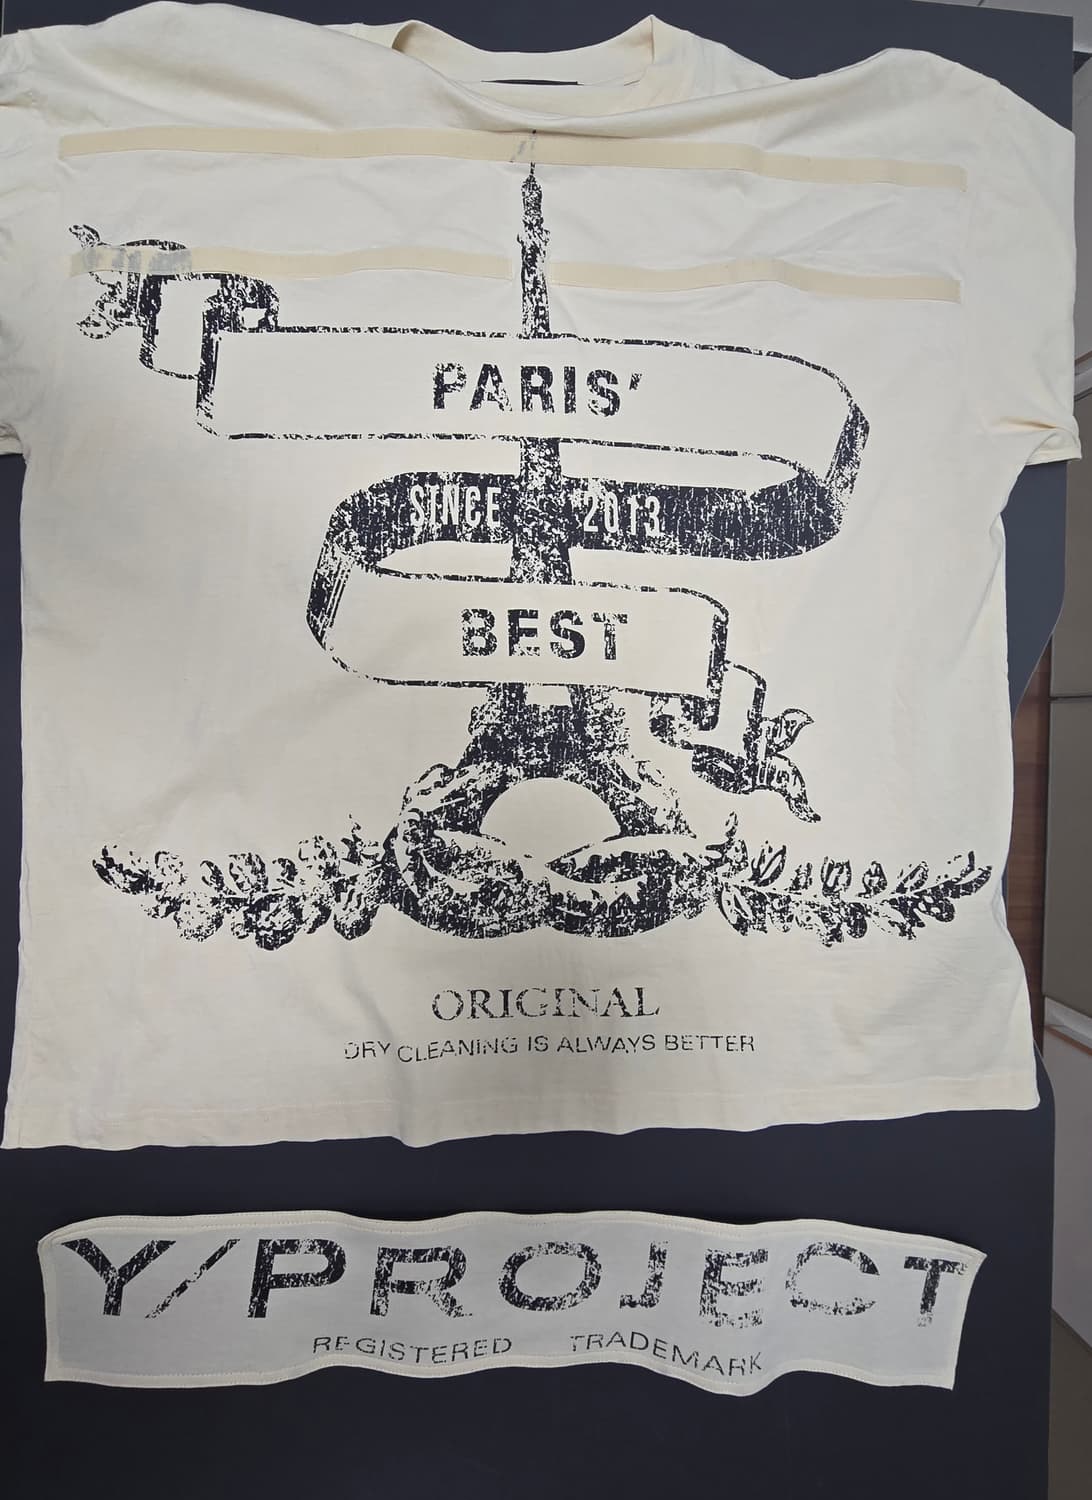 PARIS'
SINCE 2013
BEST
ORIGINAL
DRY CLEANING IS ALWAYS BETTER
Y/PROJECT
REGISTERED TRADEMARK